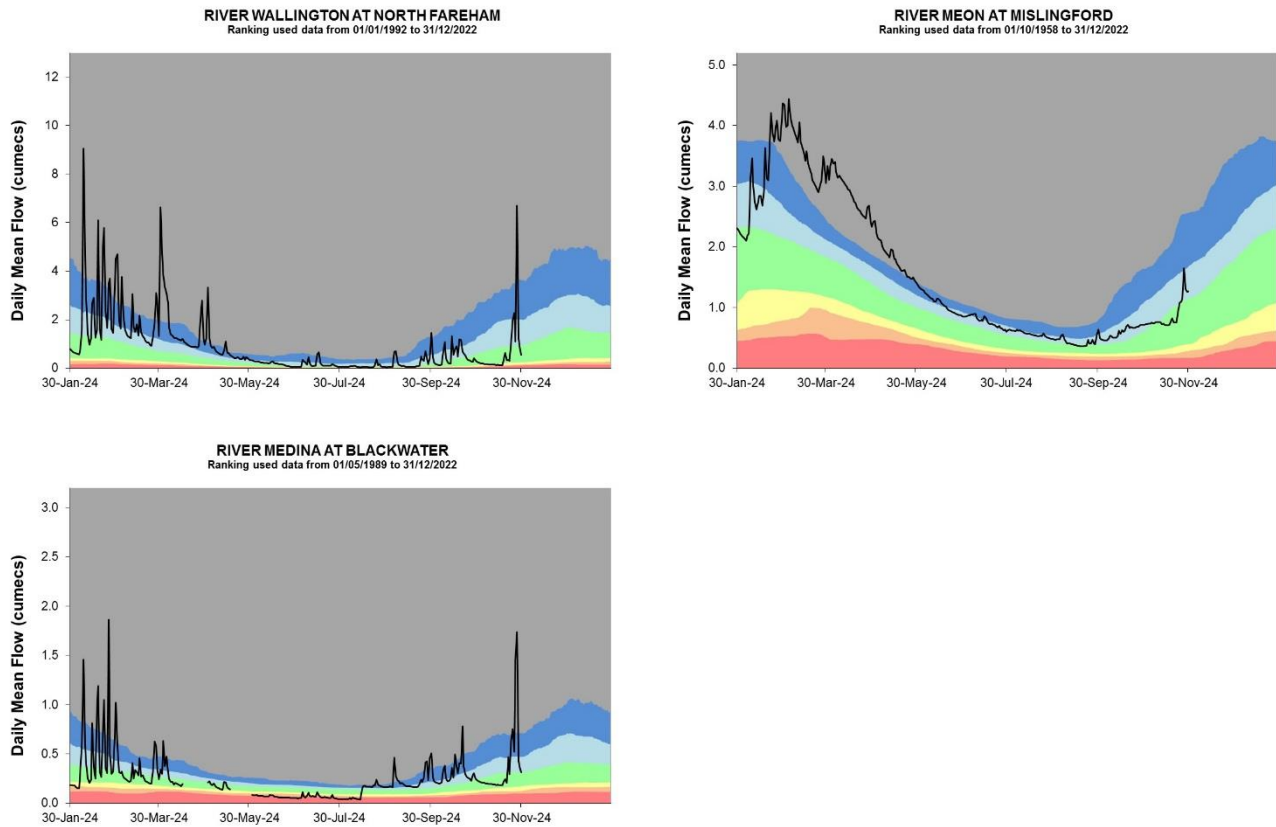 RIVER WALLINGTON AT NORTH FAREHAM
Ranking used data from 01/01/1992 to 31/12/2022
Daily Mean Flow (cumecs)
12
10
8
6
4
2
0
30-Jan-24 30-Mar-24 30-May-24 30-Jul-24 30-Sep-24 30-Nov-24
RIVER MEON AT MISLINGFORD
Ranking used data from 01/10/1958 to 31/12/2022
Daily Mean Flow (cumecs)
5.0
4.0
3.0
2.0
1.0
0.0
30-Jan-24 30-Mar-24 30-May-24 30-Jul-24 30-Sep-24 30-Nov-24
RIVER MEDINA AT BLACKWATER
Ranking used data from 01/05/1989 to 31/12/2022
Daily Mean Flow (cumecs)
3.0
2.5
2.0
1.5
1.0
0.5
0.0
30-Jan-24 30-Mar-24 30-May-24 30-Jul-24 30-Sep-24 30-Nov-24